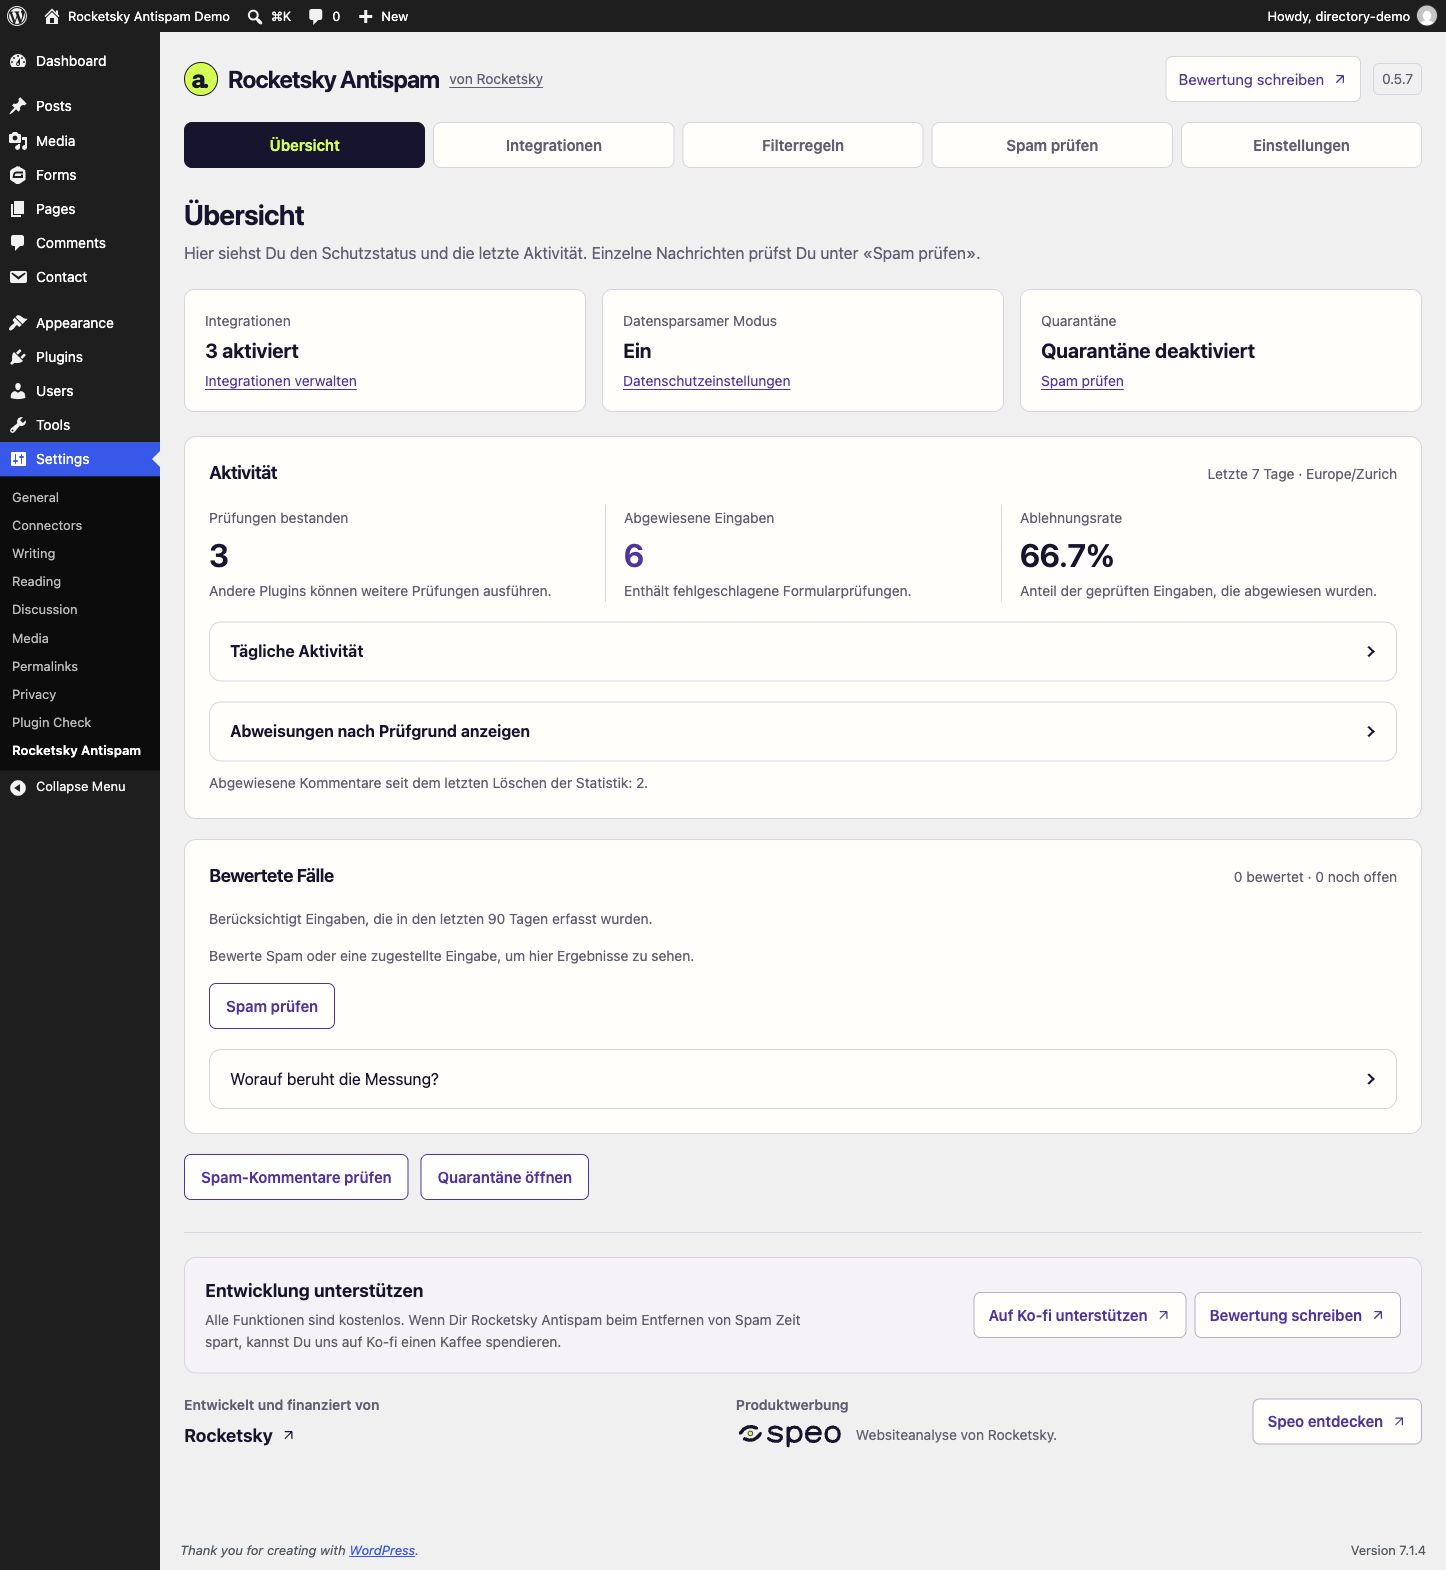 Rocketsky Antispam Demo ⌘K 0 New Howdy, directory-demo
Dashboard
Posts
Media
Forms
Pages
Comments
Contact
Appearance
Plugins
Users
Tools
Settings
General
Connectors
Writing
Reading
Discussion
Media
Permalinks
Privacy
Plugin Check
Rocketsky Antispam
Collapse Menu
a. Rocketsky Antispam von Rocketsky Bewertung schreiben 0.5.7
Übersicht Integrationen Filterregeln Spam prüfen Einstellungen
Übersicht
Hier siehst Du den Schutzstatus und die letzte Aktivität. Einzelne Nachrichten prüfst Du unter «Spam prüfen».
Integrationen
3 aktiviert
Integrationen verwalten
Datensparsamer Modus
Ein
Datenschutzeinstellungen
Quarantäne
Quarantäne deaktiviert
Spam prüfen
Aktivität Letzte 7 Tage · Europe/Zurich
Prüfungen bestanden
3
Andere Plugins können weitere Prüfungen ausführen.
Abgewiesene Eingaben
6
Enthält fehlgeschlagene Formularprüfungen.
Ablehnungsrate
66.7%
Anteil der geprüften Eingaben, die abgewiesen wurden.
Tägliche Aktivität
Abweisungen nach Prüfgrund anzeigen
Abgewiesene Kommentare seit dem letzten Löschen der Statistik: 2.
Bewertete Fälle 0 bewertet · 0 noch offen
Berücksichtigt Eingaben, die in den letzten 90 Tagen erfasst wurden.
Bewerte Spam oder eine zugestellte Eingabe, um hier Ergebnisse zu sehen.
Spam prüfen
Worauf beruht die Messung?
Spam-Kommentare prüfen Quarantäne öffnen
Entwicklung unterstützen
Alle Funktionen sind kostenlos. Wenn Dir Rocketsky Antispam beim Entfernen von Spam Zeit
spart, kannst Du uns auf Ko-fi einen Kaffee spendieren.
Auf Ko-fi unterstützen Bewertung schreiben
Entwickelt und finanziert von
Rocketsky
Produktwerbung
speo Websiteanalyse von Rocketsky.
Speo entdecken
Thank you for creating with WordPress. Version 7.1.4